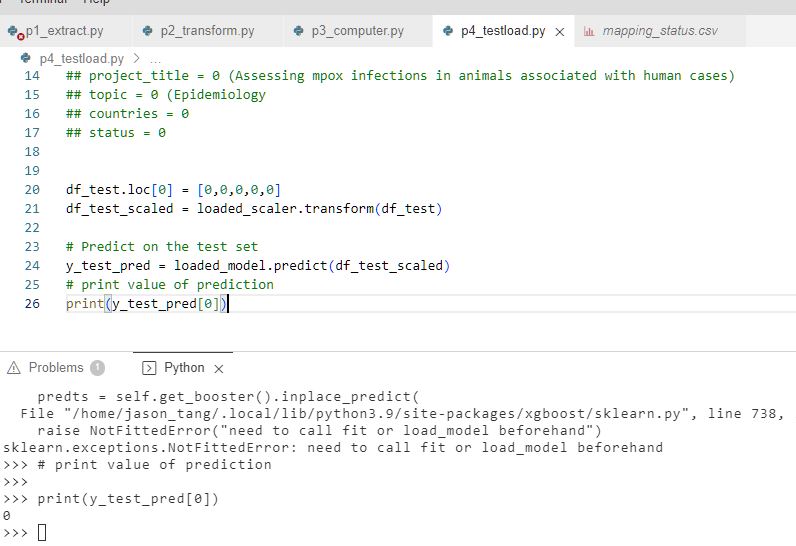 p1_extract.py p2_transform.py p3_computer.py p4_testload.py mapping_status.csv
p4_testload.py > ...
14 ## project_title = 0 (Assessing mpox infections in animals associated with human cases)
15 ## topic = 0 (Epidemiology
16 ## countries = 0
17 ## status = 0
18
19
20 df_test.loc[0] = [0,0,0,0,0]
21 df_test_scaled = loaded_scaler.transform(df_test)
22
23 # Predict on the test set
24 y_test_pred = loaded_model.predict(df_test_scaled)
25 # print value of prediction
26 print(y_test_pred[0])
Problems 1 Python
predts = self.get_booster().inplace_predict(
File "/home/jason_tang/.local/lib/python3.9/site-packages/xgboost/sklearn.py", line 738,
raise NotFittedError("need to call fit or load_model beforehand")
sklearn.exceptions.NotFittedError: need to call fit or load_model beforehand
>>> # print value of prediction
>>>
>>> print(y_test_pred[0])
0
>>>